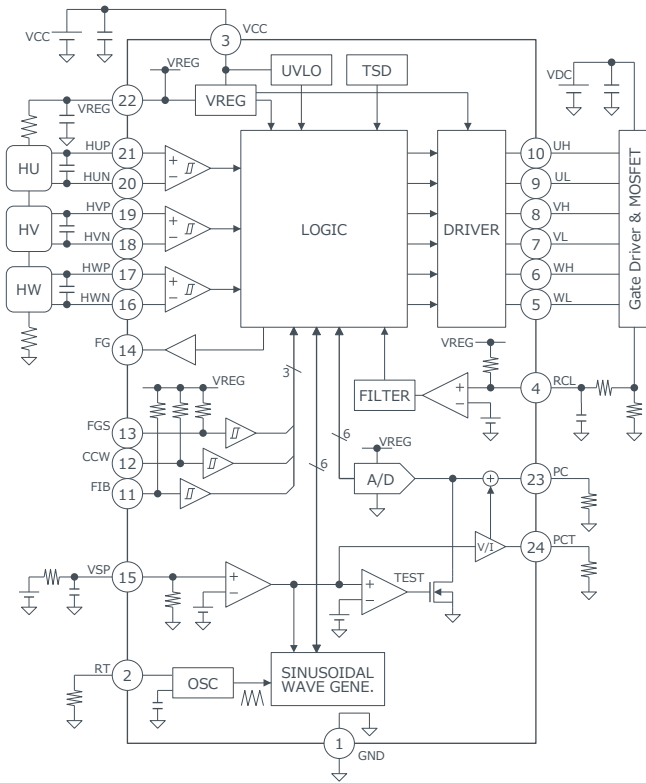 VCC
VCC
3
VREG
UVLO
TSD
VDC
22
VREG
VREG
HUP
21
10
UH
HU
HUN
20
9
UL
HVP
19
8
VH
HV
HVN
18
LOGIC
DRIVER
7
VL
HWP
17
6
WH
HW
HWN
16
5
WL
Gate Driver & MOSFET
FG
14
VREG
3
FILTER
4
RCL
VREG
FGS
13
6
VREG
CCW
12
6
A/D
23
PC
FIB
11
V/I
24
PCT
VSP
15
TEST
RT
2
OSC
SINUSOIDAL
WAVE GENE.
1
GND